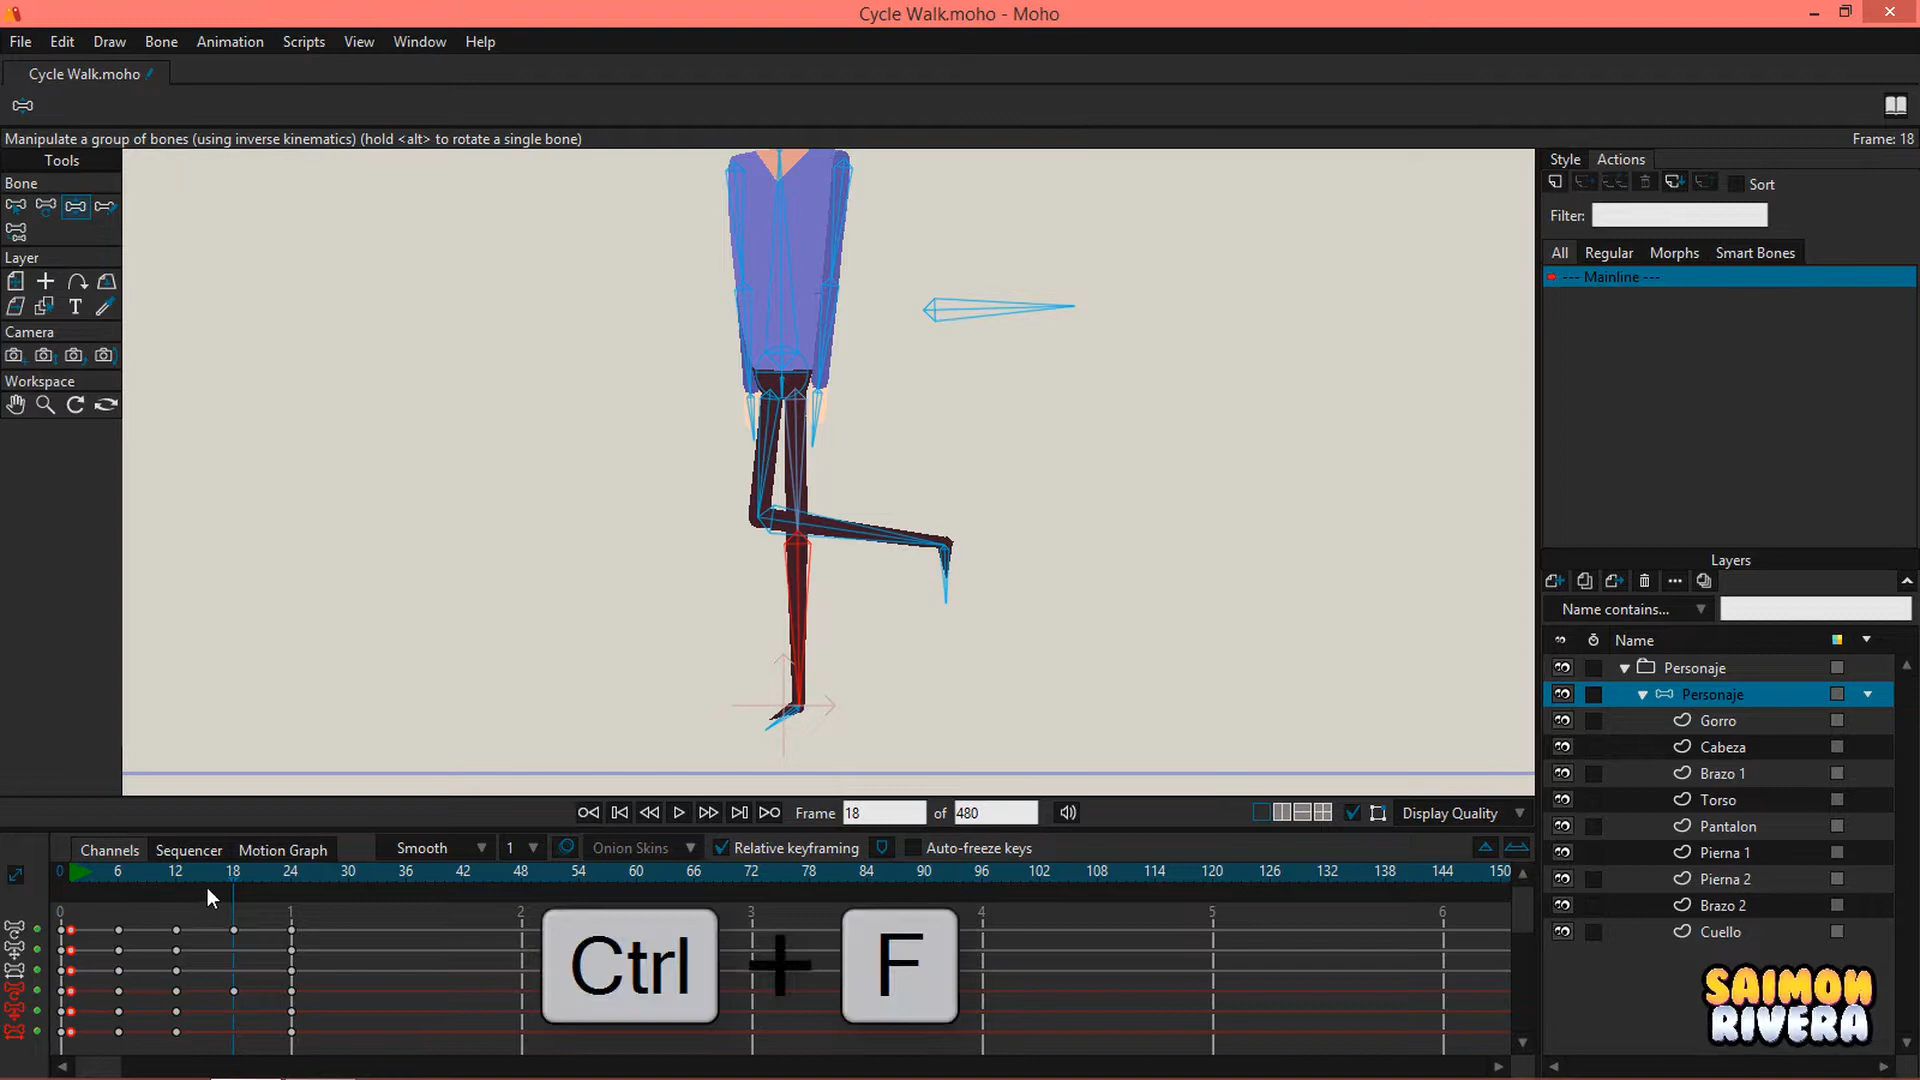 Cycle Walk.moho - Moho
File Edit Draw Bone Animation Scripts View Window Help
Cycle Walk.moho
Manipulate a group of bones (using inverse kinematics) (hold <alt> to rotate a single bone)
Frame: 18
Tools
Bone
Layer
T
Camera
Workspace
Style Actions
Sort
Filter:
All Regular Morphs Smart Bones
--- Mainline ---
Layers
Name contains...
Name
Personaje
Personaje
Gorro
Cabeza
Brazo 1
Torso
Pantalon
Pierna 1
Pierna 2
Brazo 2
Cuello
Frame 18 of 480
Display Quality
Channels Sequencer Motion Graph Smooth 1 Onion Skins Relative keyframing Auto-freeze keys
0 6 12 18 24 30 36 42 48 54 60 66 72 78 84 90 96 102 108 114 120 126 132 138 144 150
0 1 2 3 4 5 6
Ctrl + F
SAIMON
RIVERA